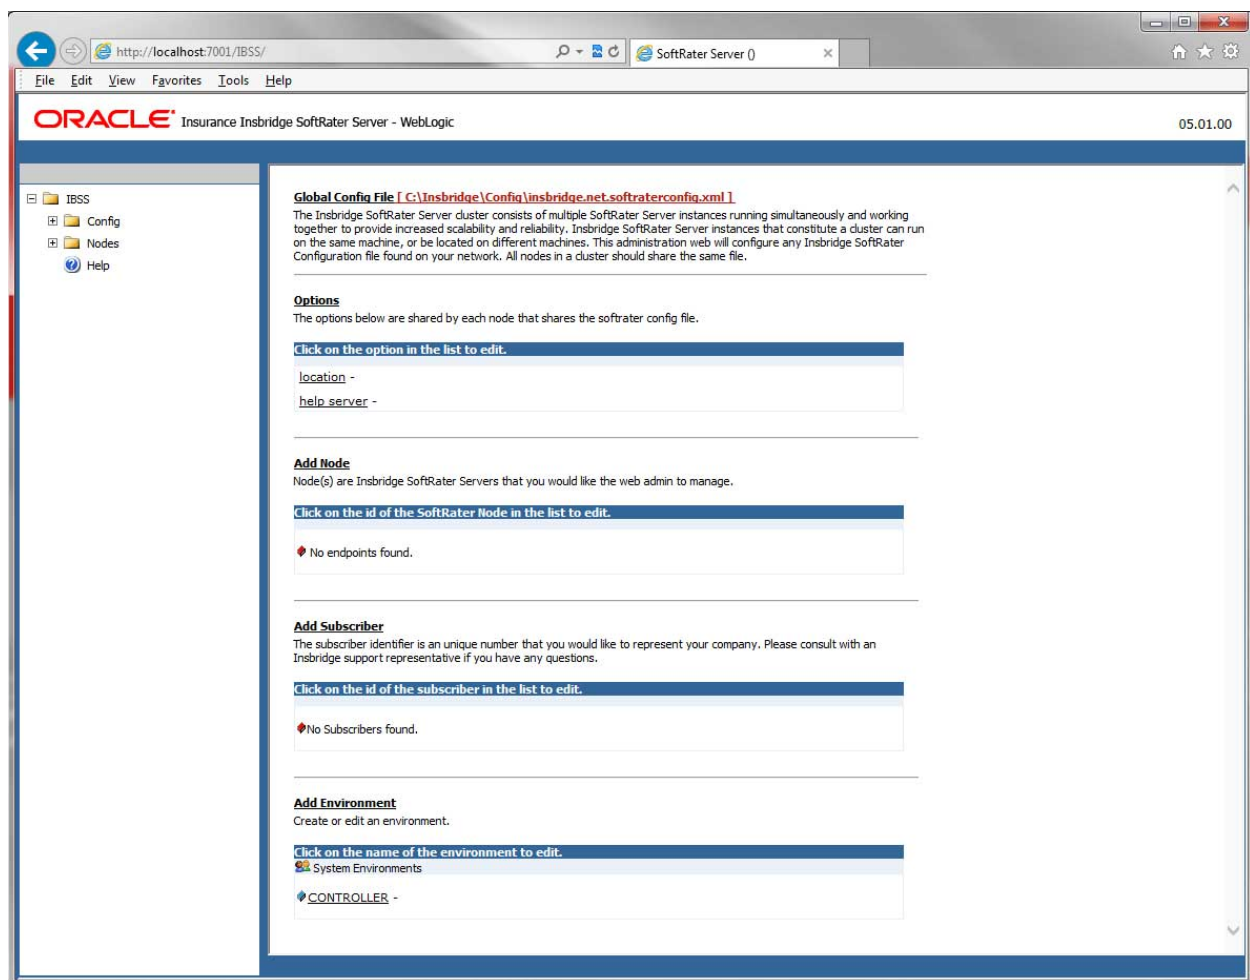 http://localhost:7001/IBSS/
SoftRater Server ()
File Edit View Favorites Tools Help
ORACLE Insurance Insbridge SoftRater Server - WebLogic
05.01.00
IBSS
Config
Nodes
Help
Global Config File [ C:\Insbridge\Config\insbridge.net.softraterconfig.xml ]
The Insbridge SoftRater Server cluster consists of multiple SoftRater Server instances running simultaneously and working
together to provide increased scalability and reliability. Insbridge SoftRater Server instances that constitute a cluster can run
on the same machine, or be located on different machines. This administration web will configure any Insbridge SoftRater
Configuration file found on your network. All nodes in a cluster should share the same file.
Options
The options below are shared by each node that shares the softrater config file.
Click on the option in the list to edit.
location -
help server -
Add Node
Node(s) are Insbridge SoftRater Servers that you would like the web admin to manage.
Click on the id of the SoftRater Node in the list to edit.
No endpoints found.
Add Subscriber
The subscriber identifier is an unique number that you would like to represent your company. Please consult with an
Insbridge support representative if you have any questions.
Click on the id of the subscriber in the list to edit.
No Subscribers found.
Add Environment
Create or edit an environment.
Click on the name of the environment to edit.
System Environments
CONTROLLER -